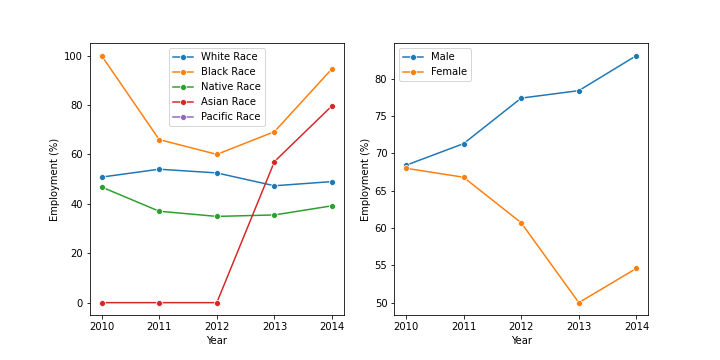 100
80
60
40
20
0
Employment (%)
White Race
Black Race
Native Race
Asian Race
Pacific Race
2010 2011 2012 2013 2014
Year
80
75
70
65
60
55
50
Employment (%)
Male
Female
2010 2011 2012 2013 2014
Year